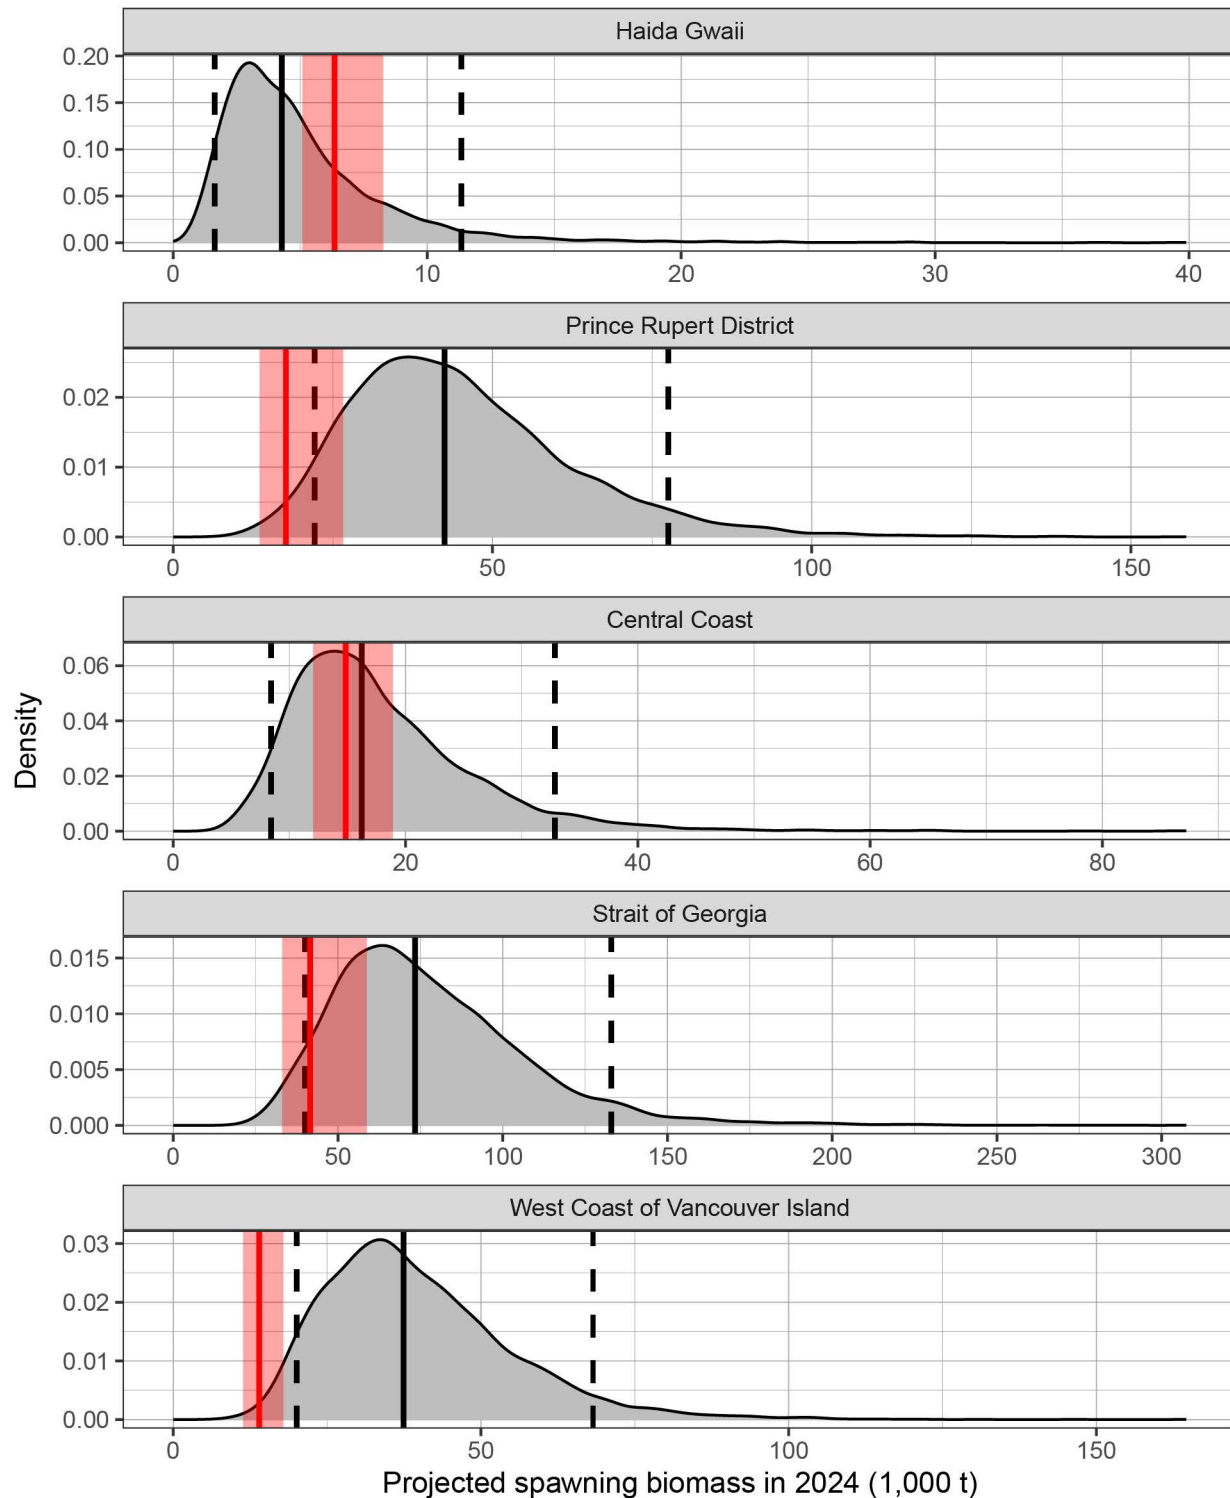 Haida Gwaii
0.20
0.15
0.10
0.05
0.00
0 10 20 30 40
Prince Rupert District
0.02
0.01
0.00
0 50 100 150
Central Coast
0.06
0.04
0.02
0.00
0 20 40 60 80
Density
Strait of Georgia
0.015
0.010
0.005
0.000
0 50 100 150 200 250 300
West Coast of Vancouver Island
0.03
0.02
0.01
0.00
0 50 100 150
Projected spawning biomass in 2024 (1,000 t)